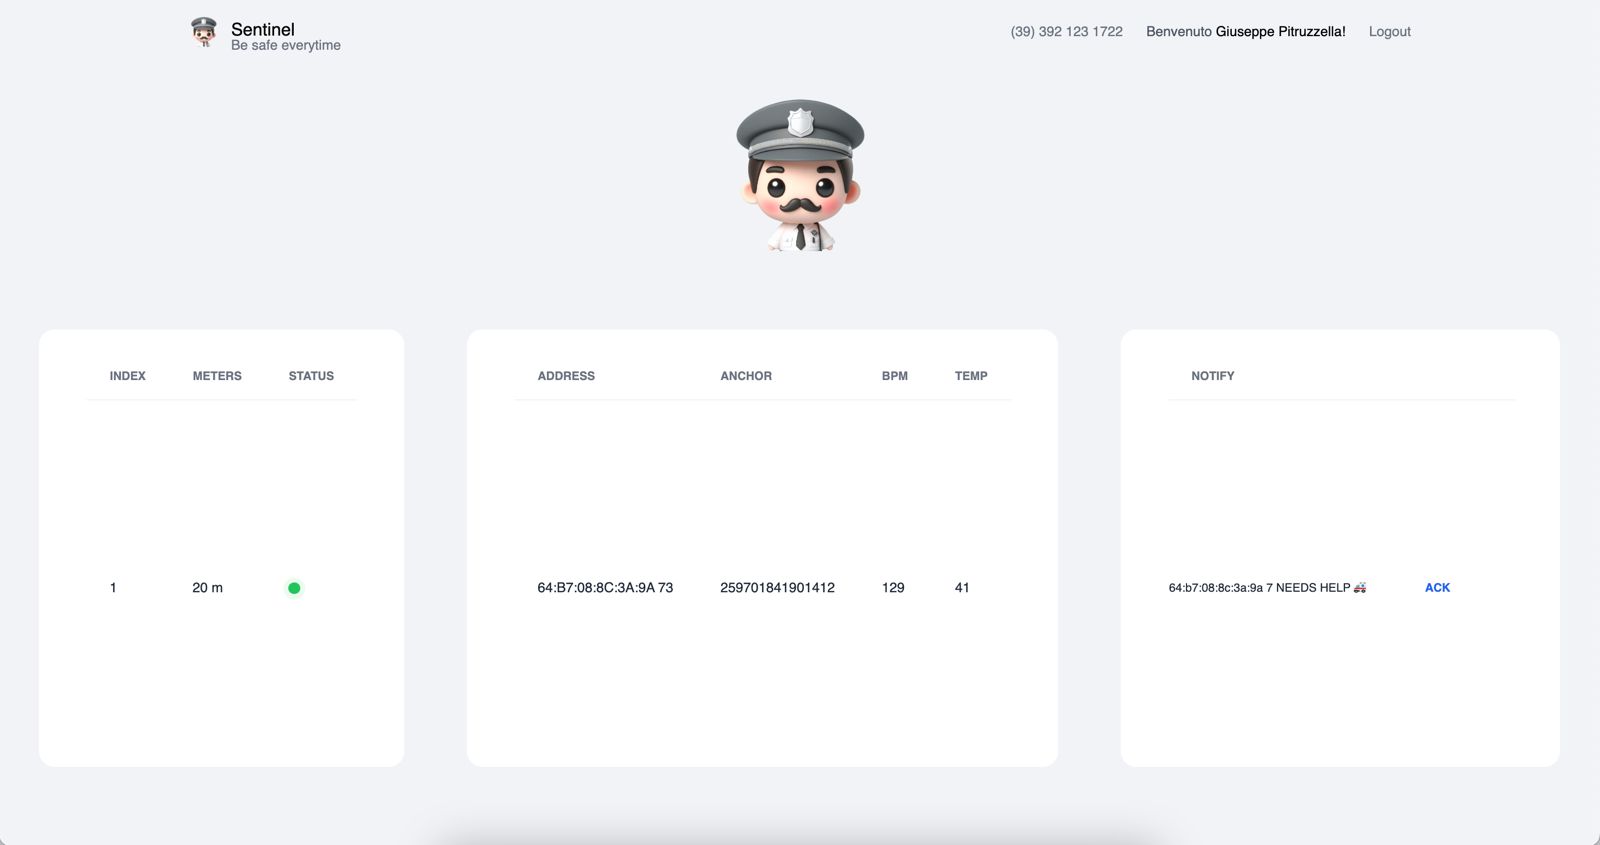 Sentinel
Be safe everytime
(39) 392 123 1722 Benvenuto Giuseppe Pitruzzella! Logout
INDEX METERS STATUS
1 20 m
ADDRESS ANCHOR BPM TEMP
64:B7:08:8C:3A:9A 73 259701841901412 129 41
NOTIFY
64:b7:08:8c:3a:9a 7 NEEDS HELP 🚑 ACK